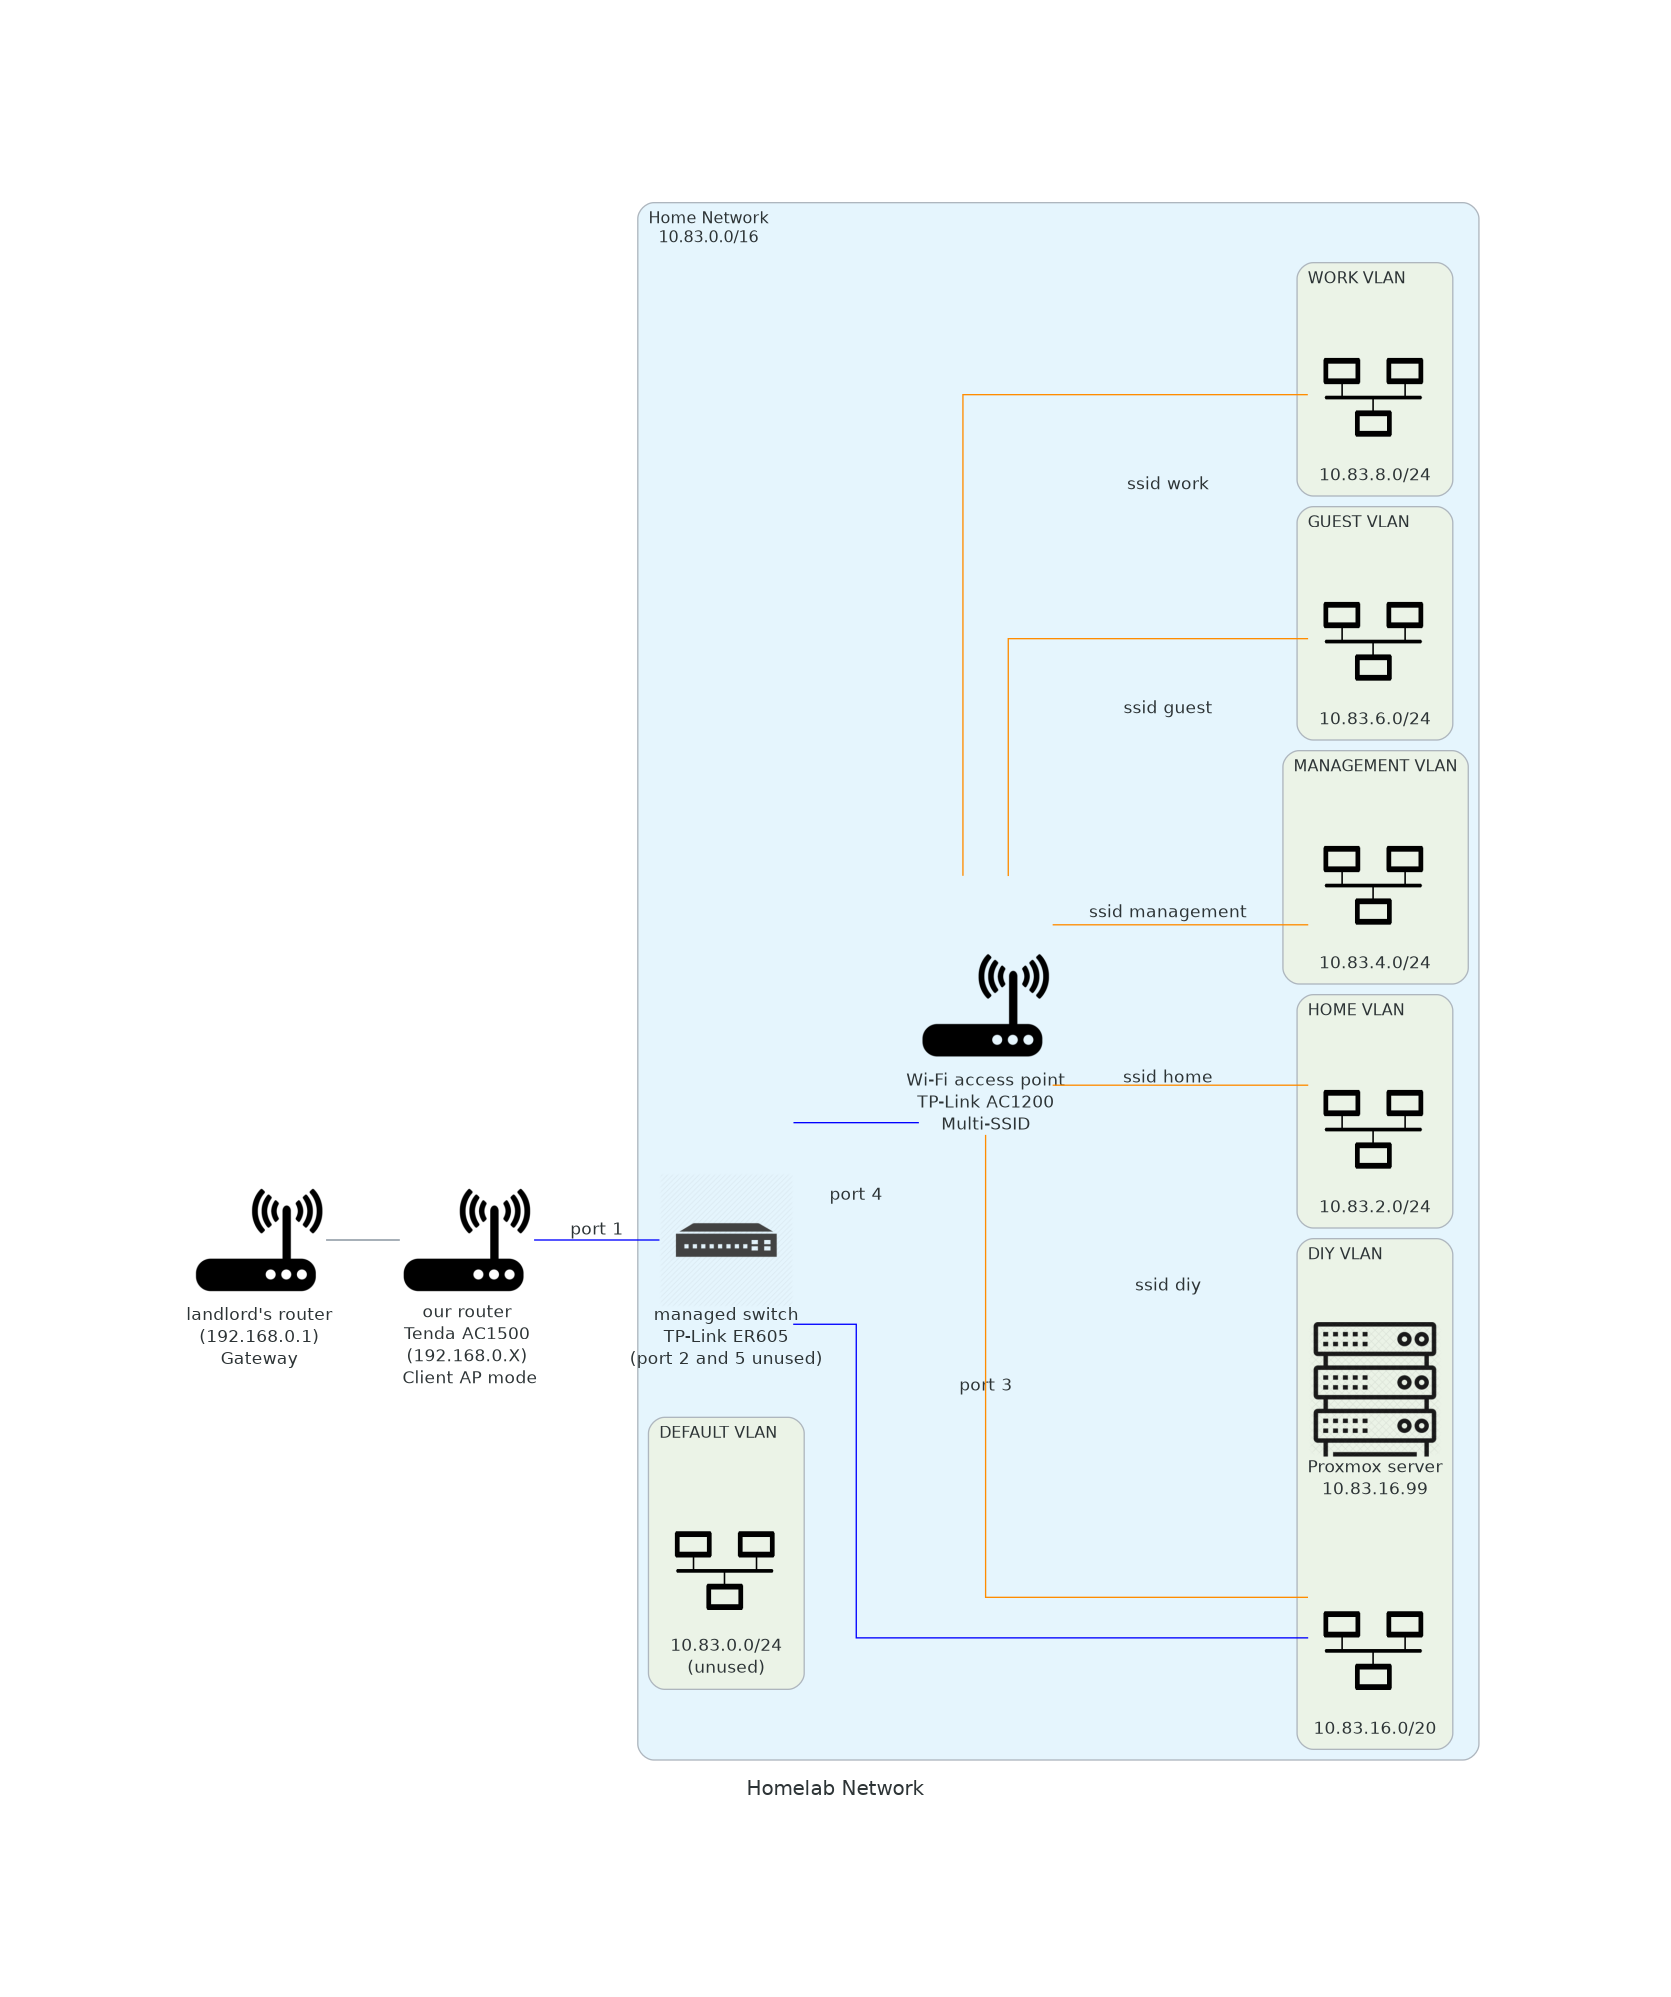 Home Network
10.83.0.0/16
WORK VLAN
10.83.8.0/24
ssid work
GUEST VLAN
10.83.6.0/24
ssid guest
MANAGEMENT VLAN
10.83.4.0/24
ssid management
HOME VLAN
10.83.2.0/24
ssid home
Wi-Fi access point
TP-Link AC1200
Multi-SSID
port 4
port 1
landlord's router
(192.168.0.1)
Gateway
our router
Tenda AC1500
(192.168.0.X)
Client AP mode
managed switch
TP-Link ER605
(port 2 and 5 unused)
DIY VLAN
ssid diy
port 3
Proxmox server
10.83.16.99
10.83.16.0/20
DEFAULT VLAN
10.83.0.0/24
(unused)
Homelab Network